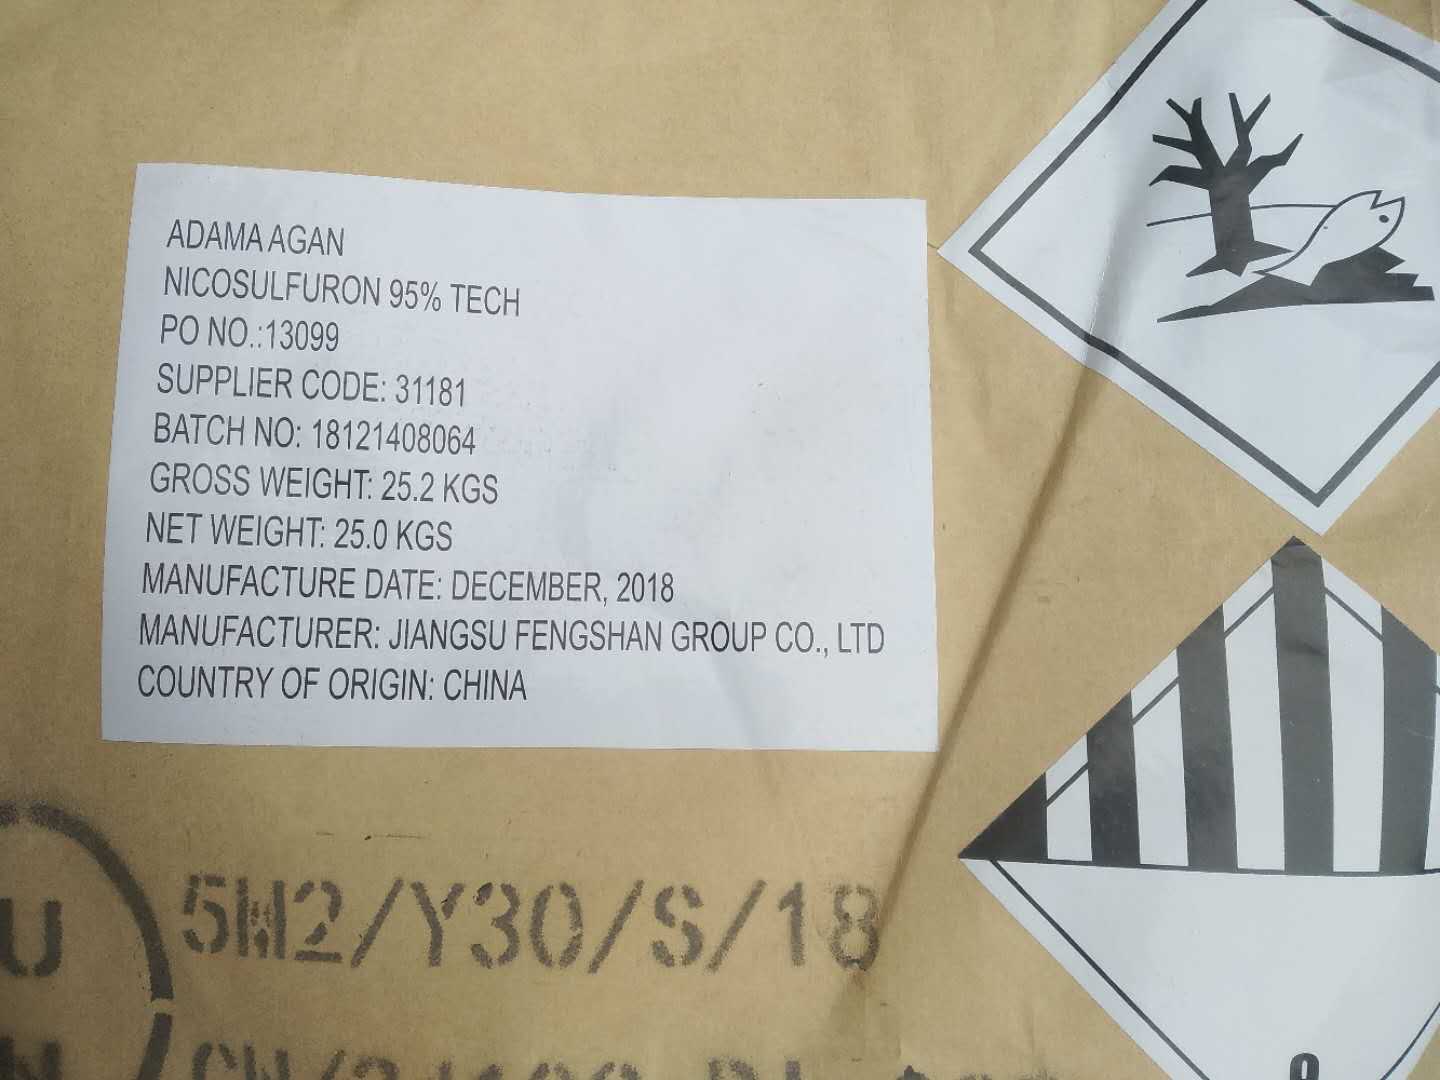 ADAMA AGAN
NICOSULFURON 95% TECH
PO NO.:13099
SUPPLIER CODE: 31181
BATCH NO: 18121408064
GROSS WEIGHT: 25.2 KGS
NET WEIGHT: 25.0 KGS
MANUFACTURE DATE: DECEMBER, 2018
MANUFACTURER: JIANGSU FENGSHAN GROUP CO., LTD
COUNTRY OF ORIGIN: CHINA
U
5M2/Y30/S/18